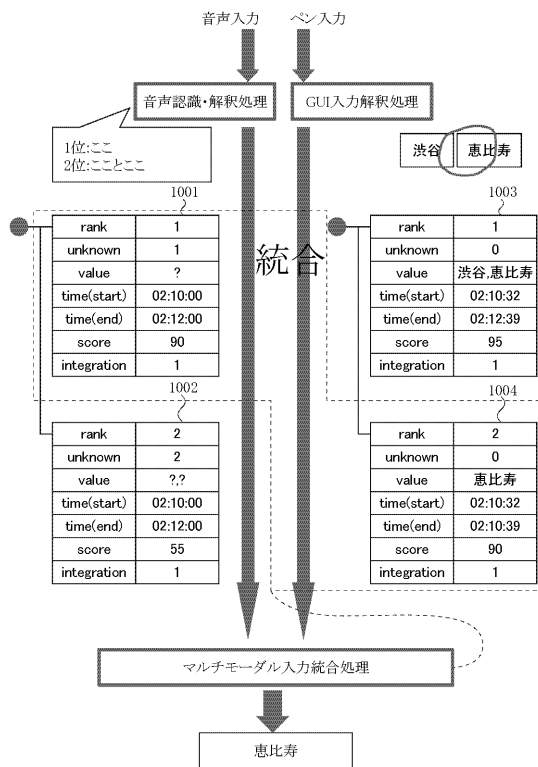 音声入力 ペン入力
音声認識・解釈処理 GUI入力解釈処理
1位:ここ
2位:こことここ
渋谷 恵比寿
1001
rank 1
unknown 1
value ?
time(start) 02:10:00
time(end) 02:12:00
score 90
integration 1
統合
1003
rank 1
unknown 0
value 渋谷,恵比寿
time(start) 02:10:32
time(end) 02:12:39
score 95
integration 1
1002
rank 2
unknown 2
value ?,?
time(start) 02:10:00
time(end) 02:12:00
score 55
integration 1
1004
rank 2
unknown 0
value 恵比寿
time(start) 02:10:32
time(end) 02:10:39
score 90
integration 1
マルチモーダル入力統合処理
恵比寿